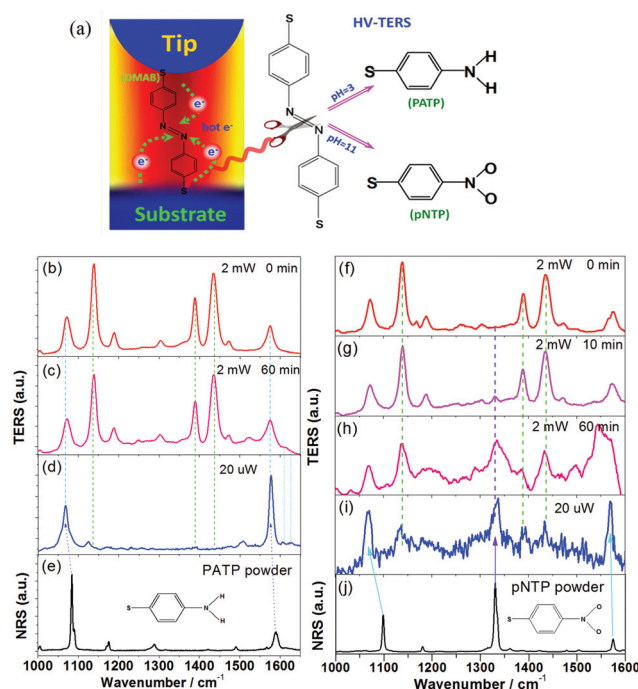 (a)
HV-TERS
Tip
(DMAB)
S
N
N
hot e⁻
e⁻
e⁻
e⁻
S
Substrate
S
N
N
S
pH=3
pH=11
S
N
H
H
(PATP)
S
N
O
O
(pNTP)
TERS (a.u.)
NRS (a.u.)
(b) 2 mW 0 min
(c) 2 mW 60 min
(d) 20 uW
(e) PATP powder
S
N
H
H
1000 1100 1200 1300 1400 1500 1600
Wavenumber / cm⁻¹
TERS (a.u.)
NRS (a.u.)
(f) 2 mW 0 min
(g) 2 mW 10 min
(h) 2 mW 60 min
(i) 20 uW
(j) pNTP powder
S
N
O
O
1000 1100 1200 1300 1400 1500 1600
Wavenumber / cm⁻¹